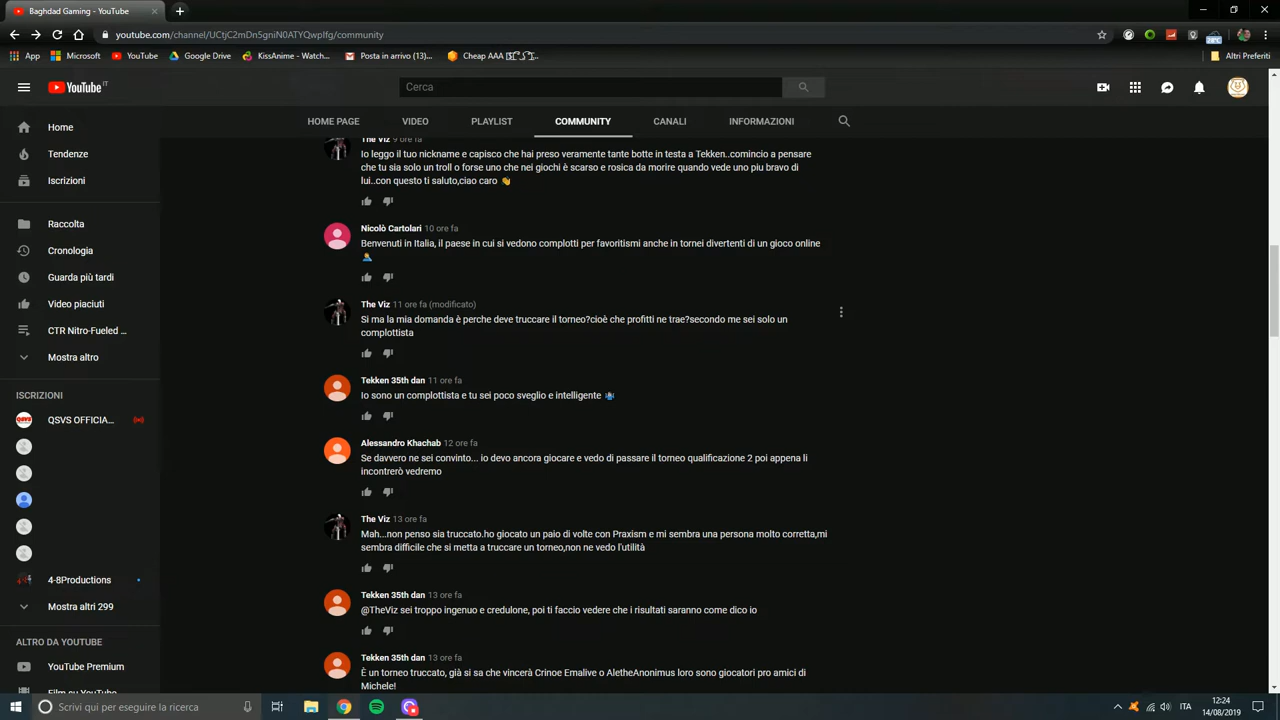 Baghdad Gaming - YouTube
youtube.com/channel/UCtjC2mDn5gniN0ATYQwpIfg/community
App Microsoft YouTube Google Drive KissAnime - Watch... Posta in arrivo (13)... Cheap AAA Altri Preferiti
YouTube IT
Cerca
HOME PAGE VIDEO PLAYLIST COMMUNITY CANALI INFORMAZIONI
Home
Tendenze
Iscrizioni
Raccolta
Cronologia
Guarda più tardi
Video piaciuti
CTR Nitro-Fueled ...
Mostra altro
ISCRIZIONI
QSVS OFFICIA...
4-8Productions
Mostra altri 299
ALTRO DA YOUTUBE
YouTube Premium
Film su YouTube
The Viz 9 ore fa
Io leggo il tuo nickname e capisco che hai preso veramente tante botte in testa a Tekken..comincio a pensare
che tu sia solo un troll o forse uno che nei giochi è scarso e rosica da morire quando vede uno piu bravo di
lui..con questo ti saluto,ciao caro 👏
Nicolò Cartolari 10 ore fa
Benvenuti in Italia, il paese in cui si vedono complotti per favoritismi anche in tornei divertenti di un gioco online
The Viz 11 ore fa (modificato)
Si ma la mia domanda è perche deve truccare il torneo?cioè che profitti ne trae?secondo me sei solo un
complottista
Tekken 35th dan 11 ore fa
Io sono un complottista e tu sei poco sveglio e intelligente
Alessandro Khachab 12 ore fa
Se davvero ne sei convinto... io devo ancora giocare e vedo di passare il torneo qualificazione 2 poi appena li
incontrerò vedremo
The Viz 13 ore fa
Mah...non penso sia truccato.ho giocato un paio di volte con Praxism e mi sembra una persona molto corretta,mi
sembra difficile che si metta a truccare un torneo,non ne vedo l'utilità
Tekken 35th dan 13 ore fa
@TheViz sei troppo ingenuo e credulone, poi ti faccio vedere che i risultati saranno come dico io
Tekken 35th dan 13 ore fa
È un torneo truccato, già si sa che vincerà Crinoe Emalive o AletheAnonimus loro sono giocatori pro amici di
Michele!
Scrivi qui per eseguire la ricerca
ITA
12:24
14/08/2019